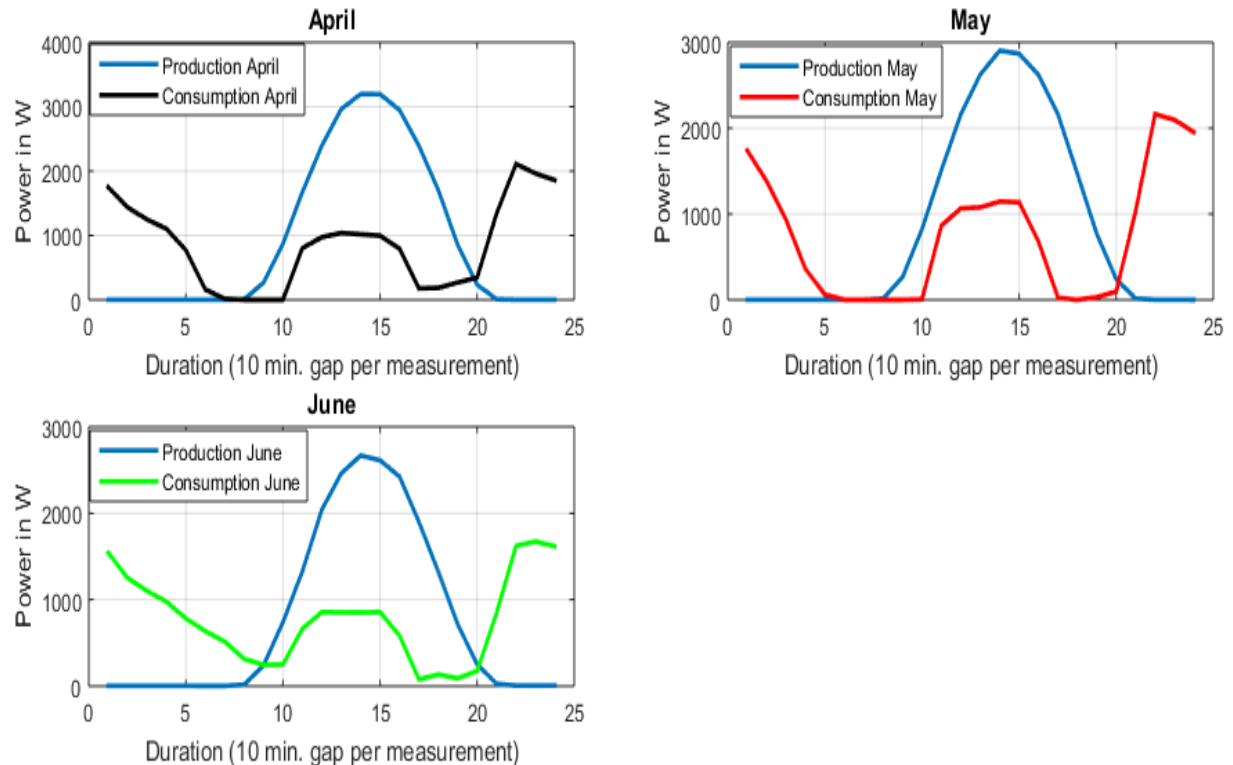 April
4000
3000
2000
1000
0
Power in W
Production April
Consumption April
0 5 10 15 20 25
Duration (10 min. gap per measurement)
May
3000
2000
1000
0
Power in W
Production May
Consumption May
0 5 10 15 20 25
Duration (10 min. gap per measurement)
June
3000
2000
1000
0
Power in W
Production June
Consumption June
0 5 10 15 20 25
Duration (10 min. gap per measurement)